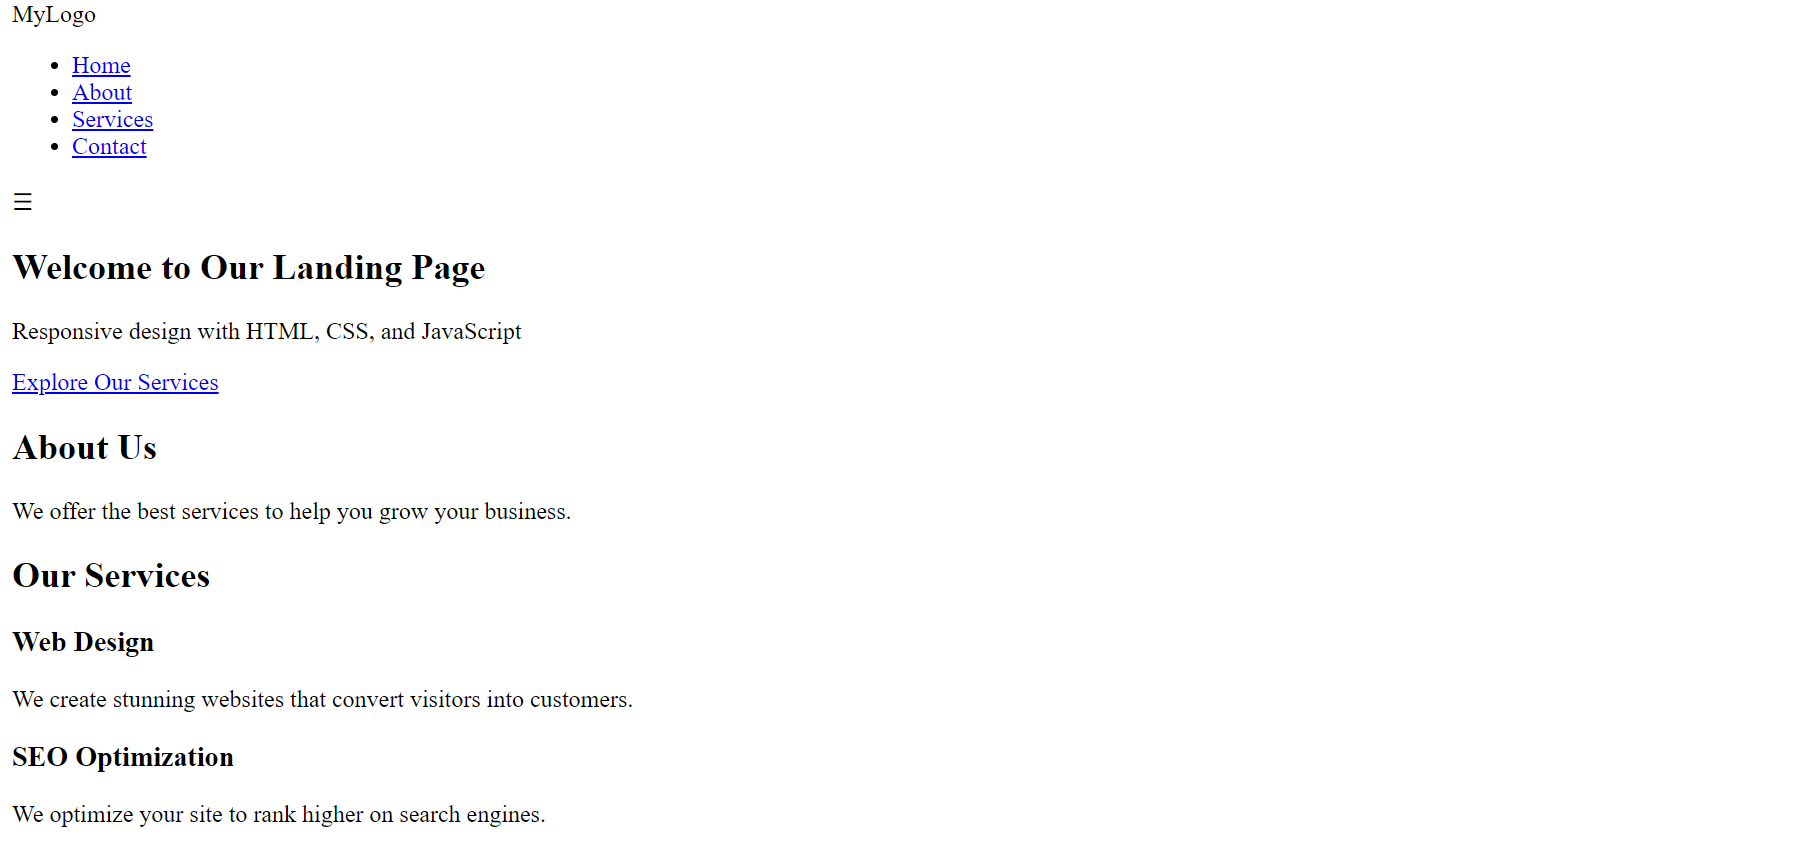 MyLogo
Home
About
Services
Contact
☰
Welcome to Our Landing Page
Responsive design with HTML, CSS, and JavaScript
Explore Our Services
About Us
We offer the best services to help you grow your business.
Our Services
Web Design
We create stunning websites that convert visitors into customers.
SEO Optimization
We optimize your site to rank higher on search engines.